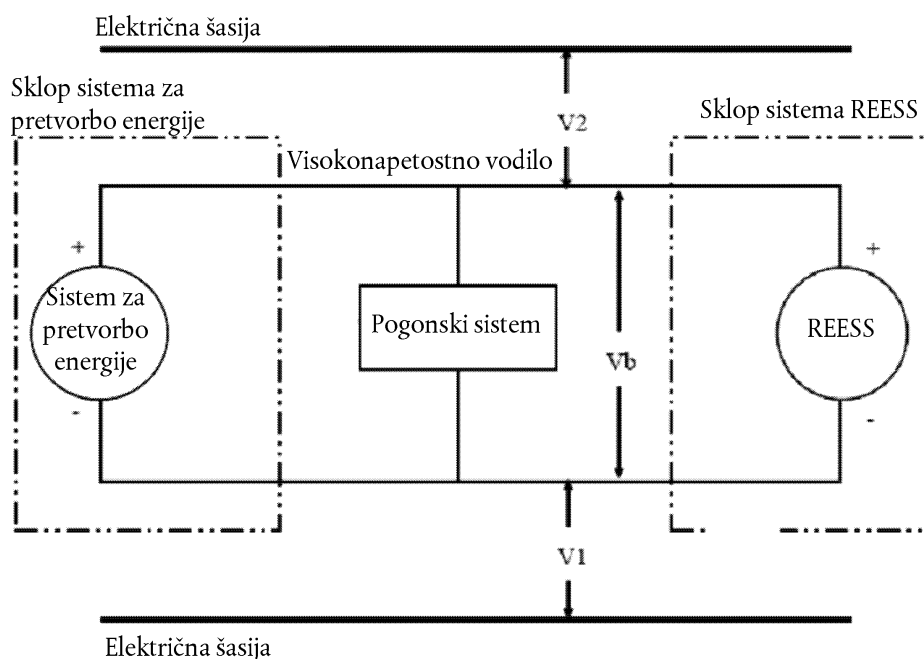 Električna šasija
Sklop sistema za
pretvorbo energije
Sklop sistema REESS
V2
Visokonapetostno vodilo
+
+
Sistem za
pretvorbo
energije
Pogonski sistem
REESS
Vb
-
-
V1
Električna šasija